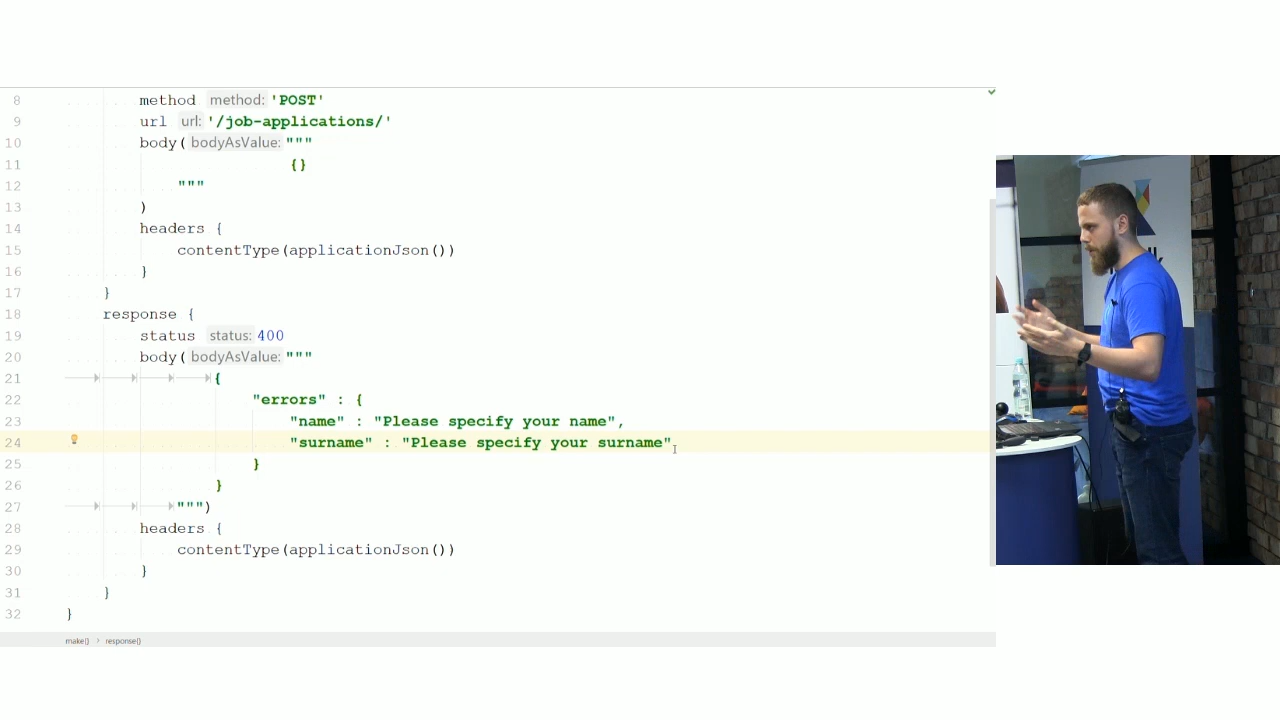 8 method method: 'POST'
9 url url: '/job-applications/'
10 body( bodyAsValue: """
11 {}
12 """
13 )
14 headers {
15 contentType(applicationJson())
16 }
17 }
18 response {
19 status status: 400
20 body( bodyAsValue: """
21 {
22 "errors" : {
23 "name" : "Please specify your name",
24 "surname" : "Please specify your surname"
25 }
26 }
27 """)
28 headers {
29 contentType(applicationJson())
30 }
31 }
32 }
make{} › response{}